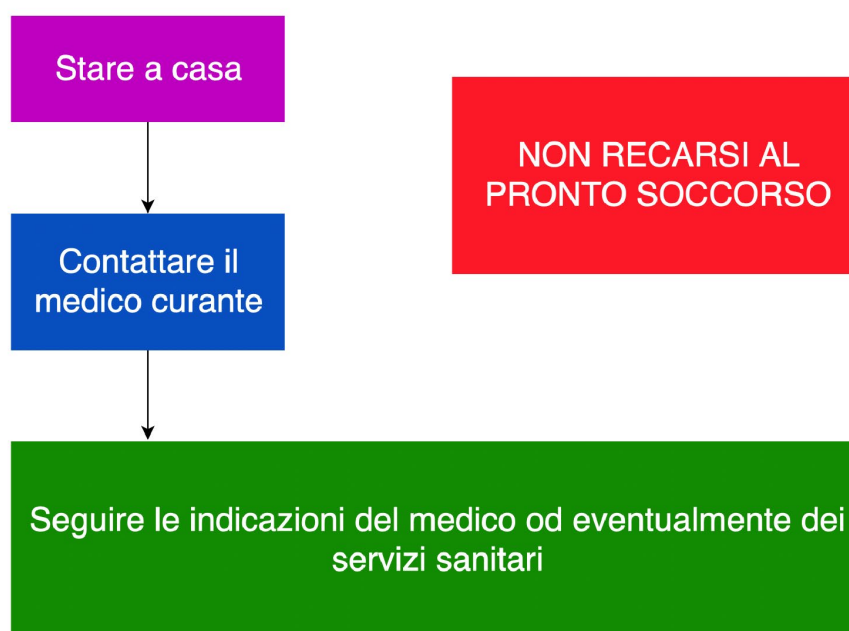 Stare a casa
NON RECARSI AL
PRONTO SOCCORSO
Contattare il
medico curante
Seguire le indicazioni del medico od eventualmente dei
servizi sanitari